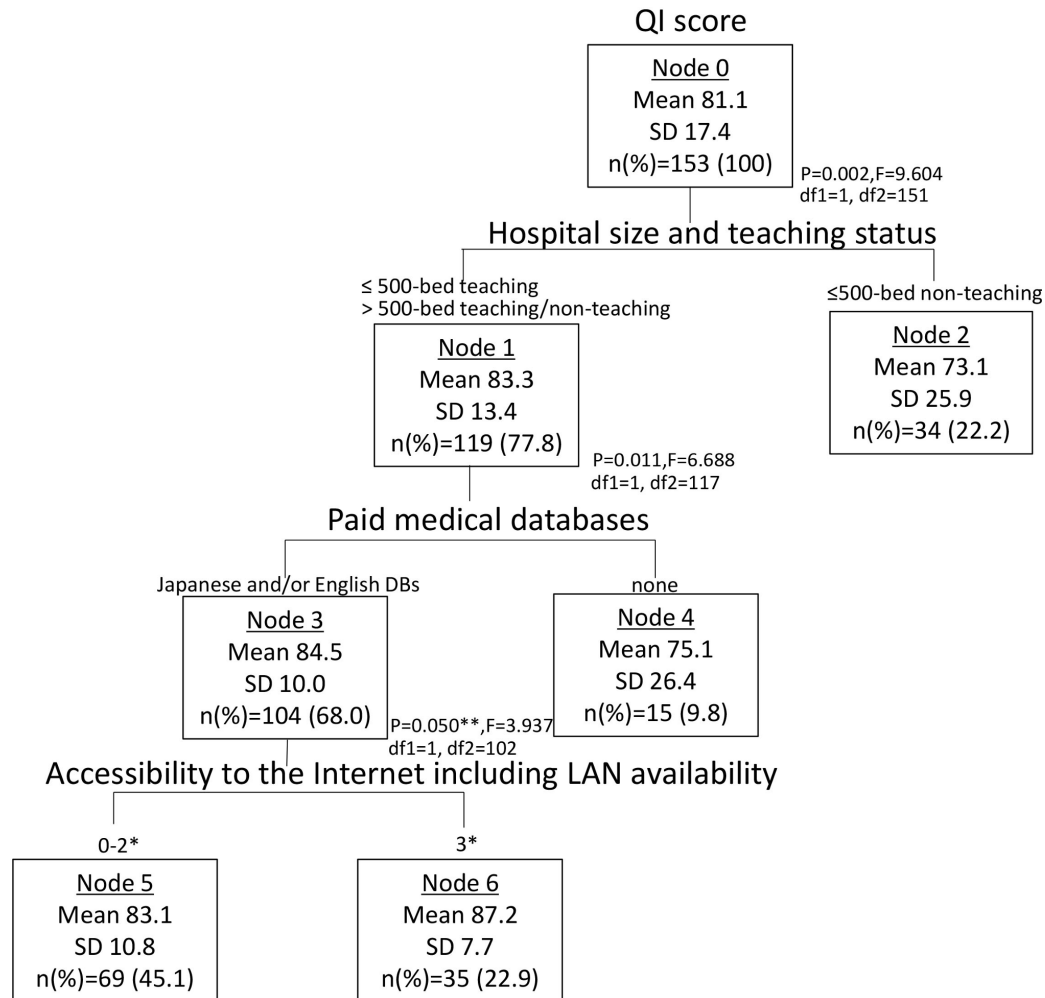 QI score
Node 0
Mean 81.1
SD 17.4
n(%)=153 (100)
P=0.002,F=9.604
df1=1, df2=151
Hospital size and teaching status
≤ 500-bed teaching
> 500-bed teaching/non-teaching
Node 1
Mean 83.3
SD 13.4
n(%)=119 (77.8)
≤500-bed non-teaching
Node 2
Mean 73.1
SD 25.9
n(%)=34 (22.2)
P=0.011,F=6.688
df1=1, df2=117
Paid medical databases
Japanese and/or English DBs
Node 3
Mean 84.5
SD 10.0
n(%)=104 (68.0)
none
Node 4
Mean 75.1
SD 26.4
n(%)=15 (9.8)
P=0.050**,F=3.937
df1=1, df2=102
Accessibility to the Internet including LAN availability
0-2*
Node 5
Mean 83.1
SD 10.8
n(%)=69 (45.1)
3*
Node 6
Mean 87.2
SD 7.7
n(%)=35 (22.9)